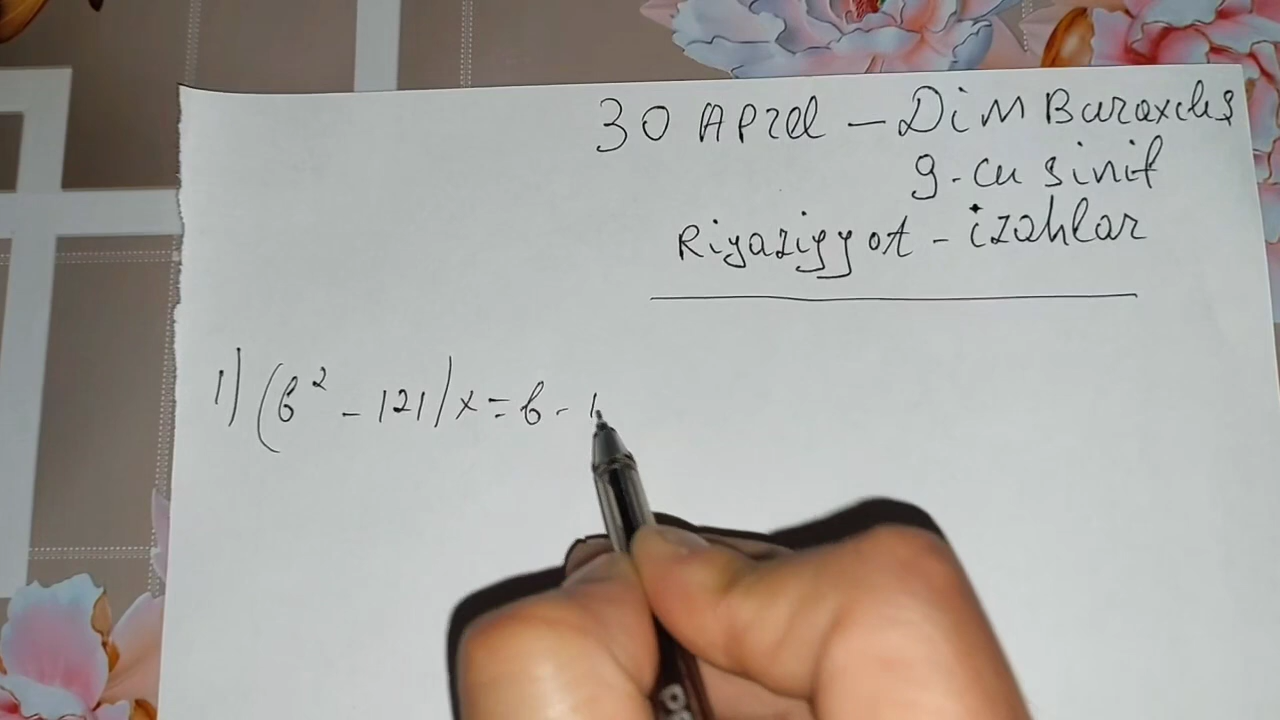 30 Aprel - DiM Buraxılış
9-cu sinif
Riyaziyyat - izahlar
1) (b² - 121)x = b - 1